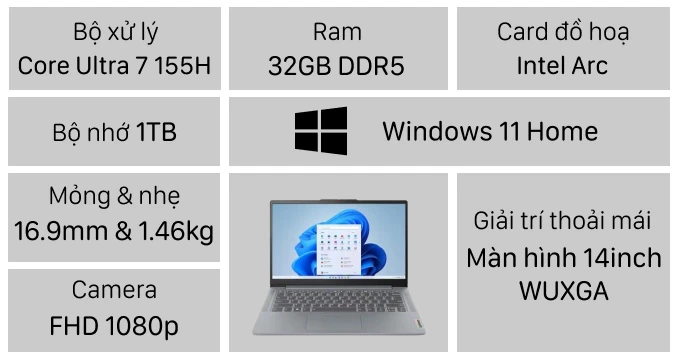 Bộ xử lý
Core Ultra 7 155H
Ram
32GB DDR5
Card đồ hoạ
Intel Arc
Bộ nhớ 1TB
Windows 11 Home
Mỏng & nhẹ
16.9mm & 1.46kg
Camera
FHD 1080p
Giải trí thoải mái
Màn hình 14inch
WUXGA